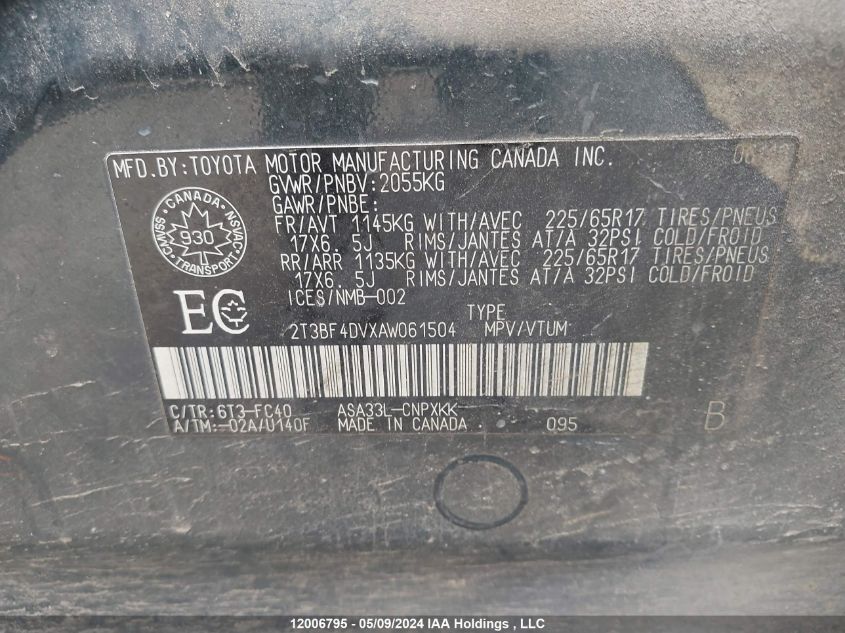 MFD.BY:TOYOTA MOTOR MANUFACTURING CANADA INC.
GVWR/PNBV:2055KG
GAWR/PNBE:
FR/AVT 1145KG WITH/AVEC 225/65R17 TIRES/PNEUS
17X6.5J RIMS/JANTES AT/A 32PSI COLD/FROID
RR/ARR 1135KG WITH/AVEC 225/65R17 TIRES/PNEUS
17X6.5J RIMS/JANTES AT/A 32PSI COLD/FROID
ICES/NMB-002
CANADA
CMVSS 930 NSVAC
TRANSPORT
EC
TYPE
2T3BF4DVXAW061504 MPV/VTUM
C/TR:6T3-FC40 ASA33L-CNPXKK
A/TM:-02A/U140F MADE IN CANADA 095 B
12006795 - 05/09/2024 IAA Holdings , LLC